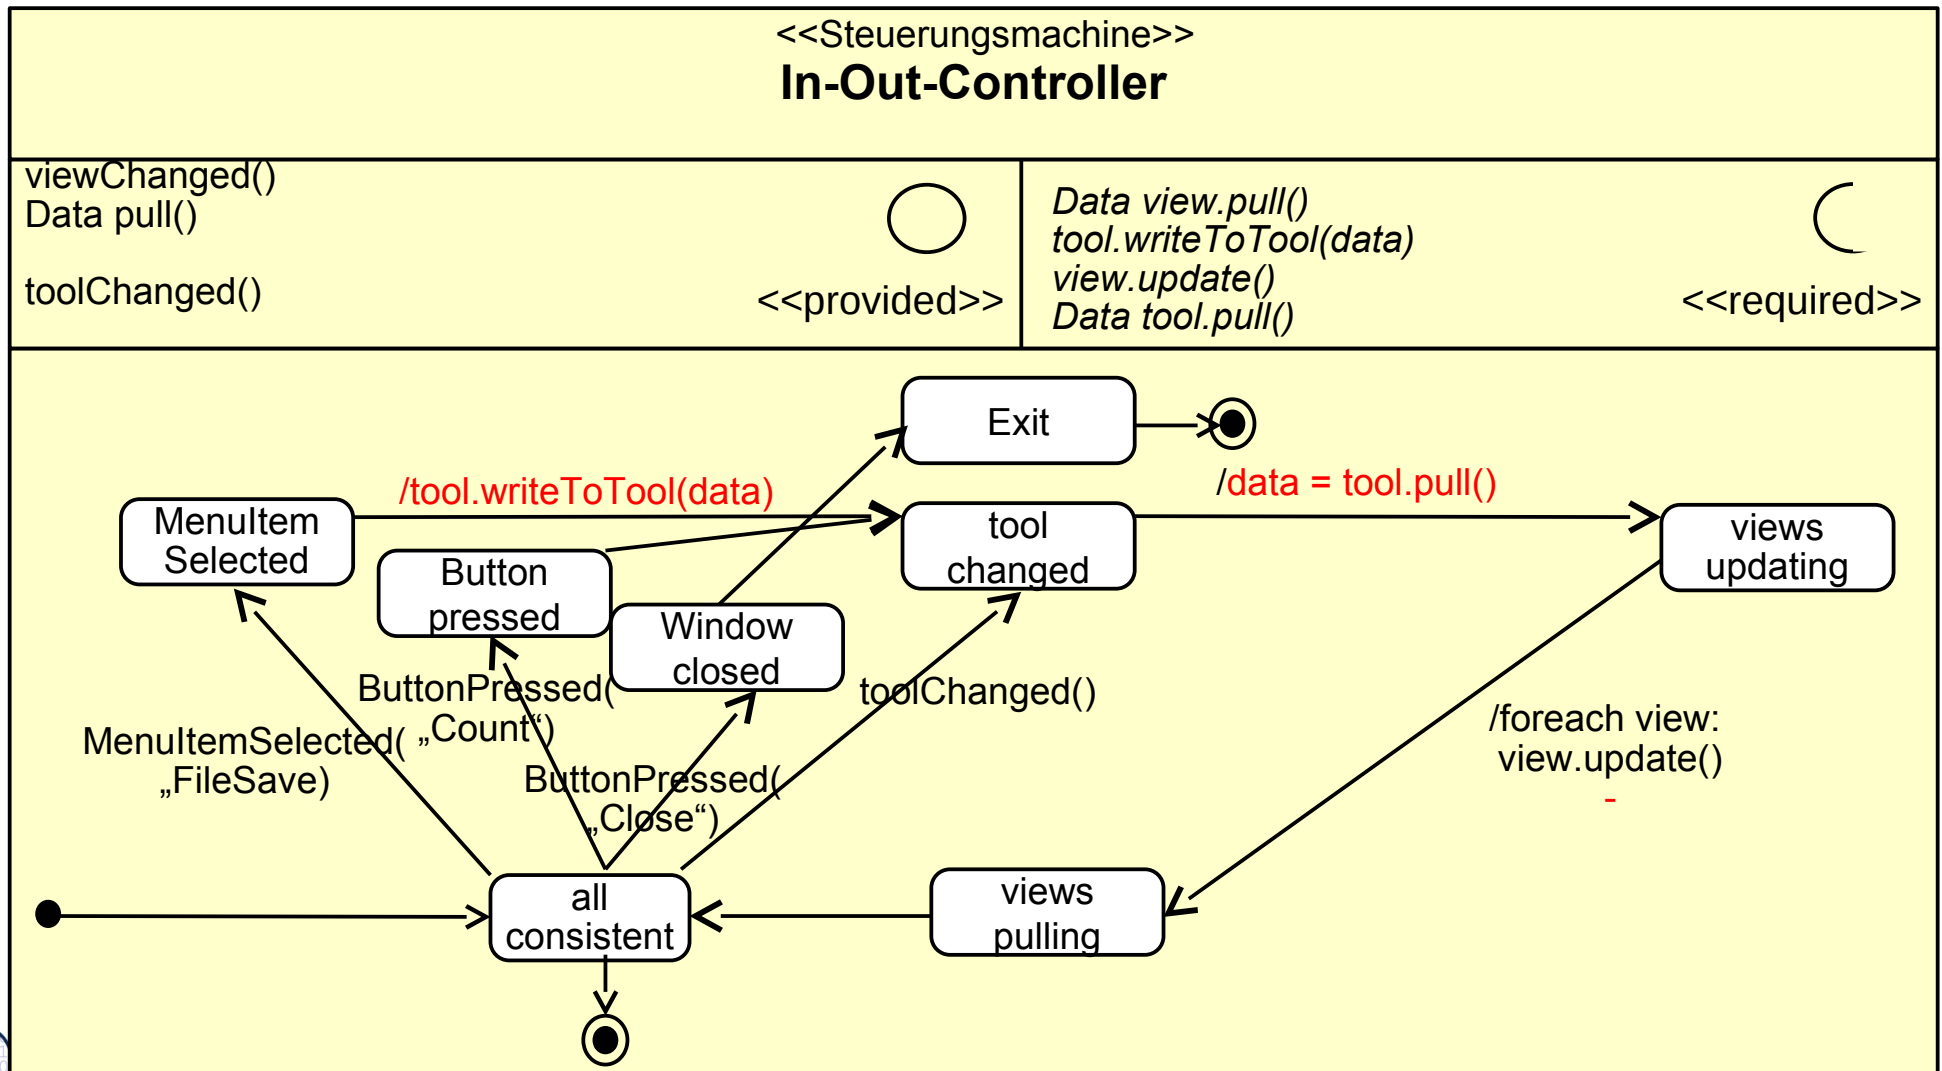 <<Steuerungsmachine>>
In-Out-Controller
viewChanged()
Data pull()
toolChanged()
<<provided>>
Data view.pull()
tool.writeToTool(data)
view.update()
Data tool.pull()
<<required>>
Exit
/tool.writeToTool(data)
/data = tool.pull()
MenuItem
Selected
Button
pressed
Window
closed
tool
changed
views
updating
ButtonPressed(
„Count“)
toolChanged()
MenuItemSelected(
„FileSave)
ButtonPressed(
„Close“)
/foreach view:
view.update()
-
all
consistent
views
pulling